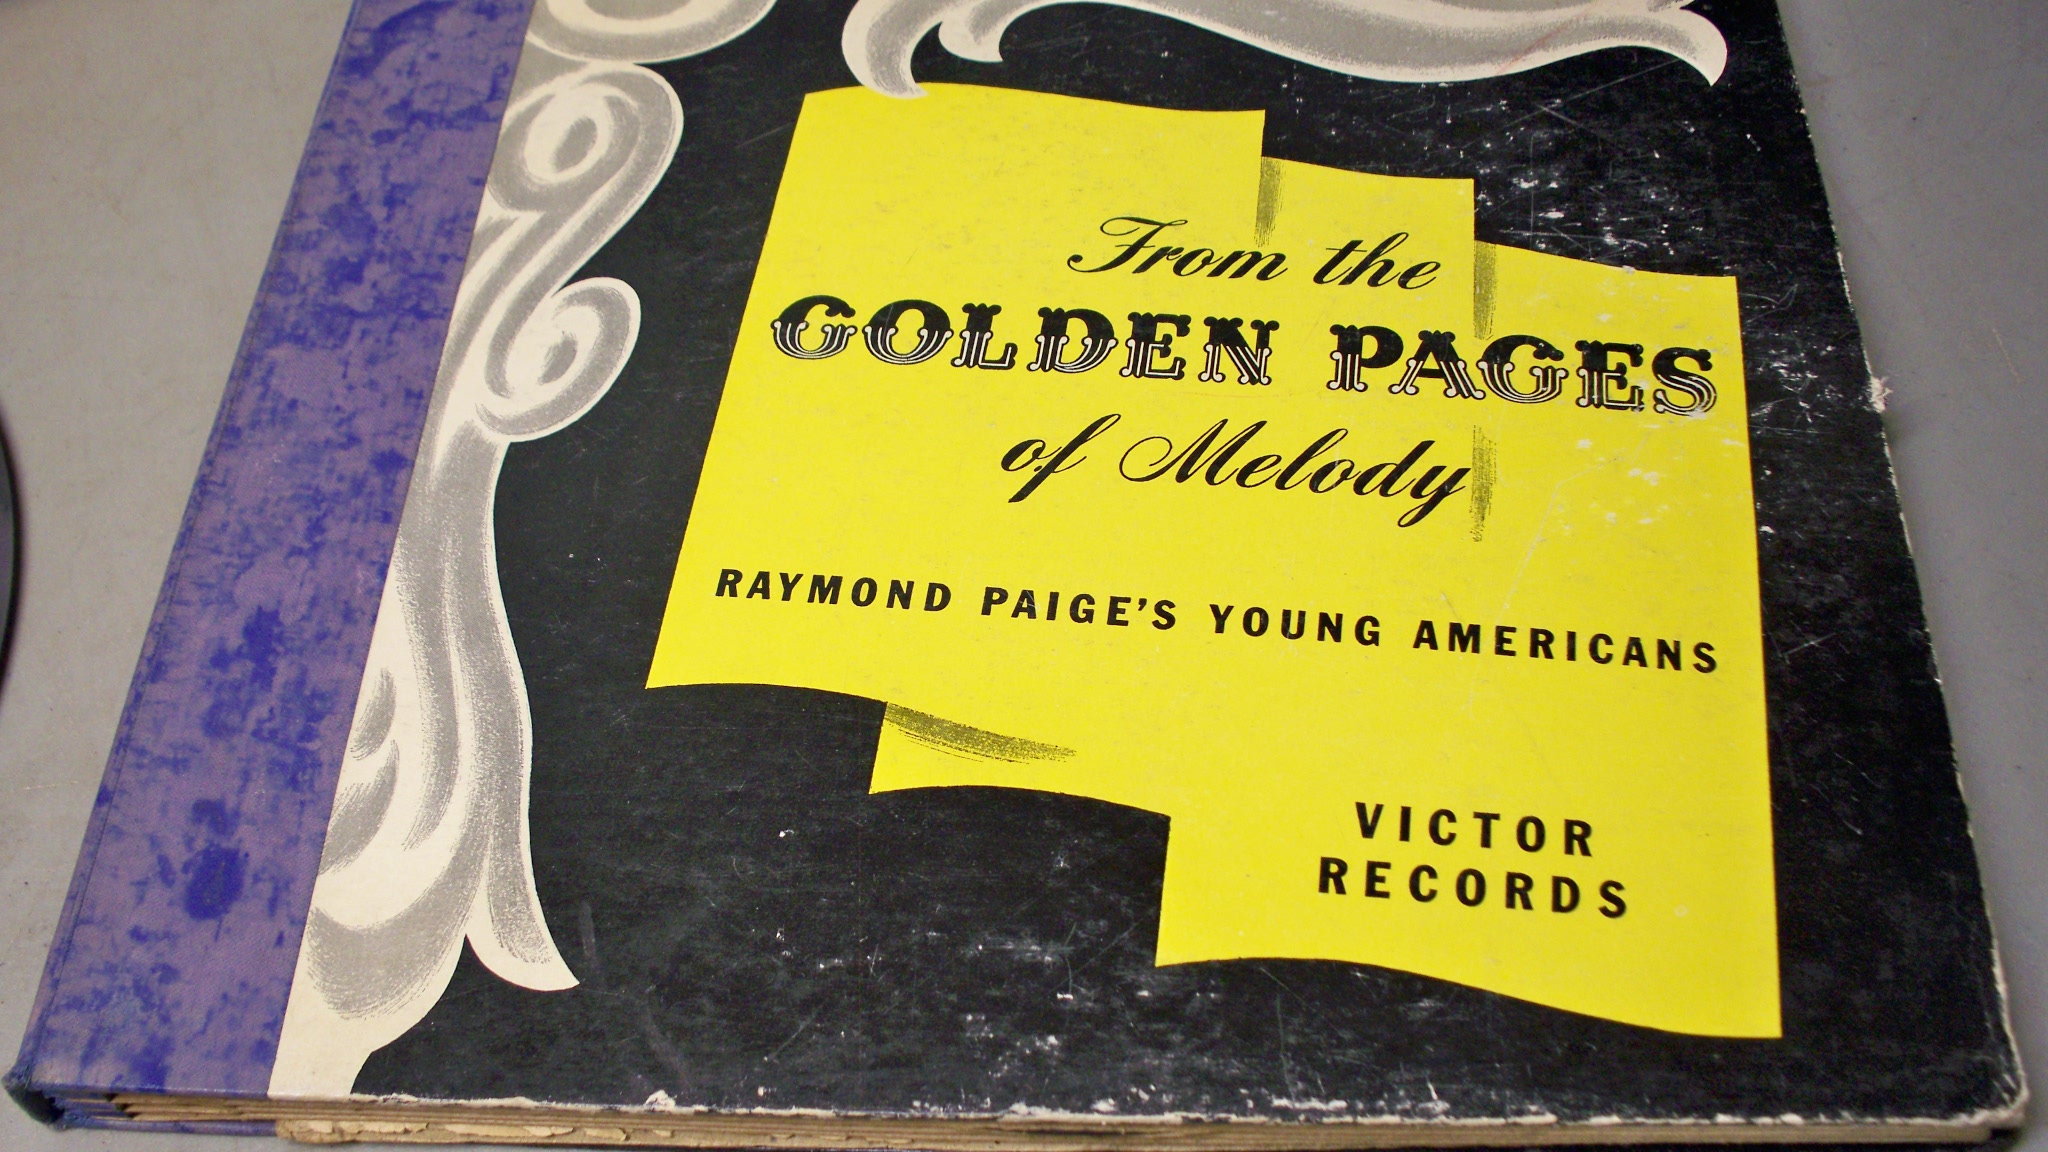 From the
GOLDEN PAGES
of Melody
RAYMOND PAIGE'S YOUNG AMERICANS
VICTOR
RECORDS